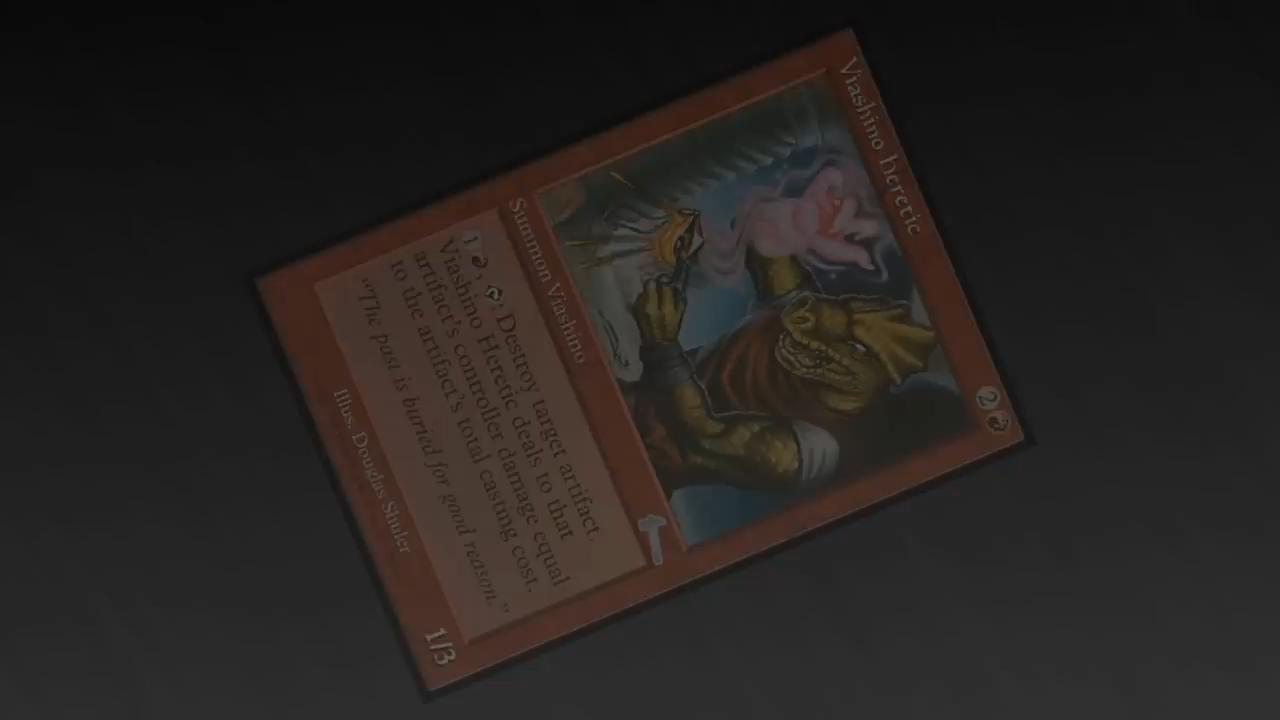 Viashino Heretic
2
Summon Viashino
1, : Destroy target artifact.
Viashino Heretic deals to that
artifact's controller damage equal
to the artifact's total casting cost.
"The past is buried for good reason."
Illus. Douglas Shuler
1/3